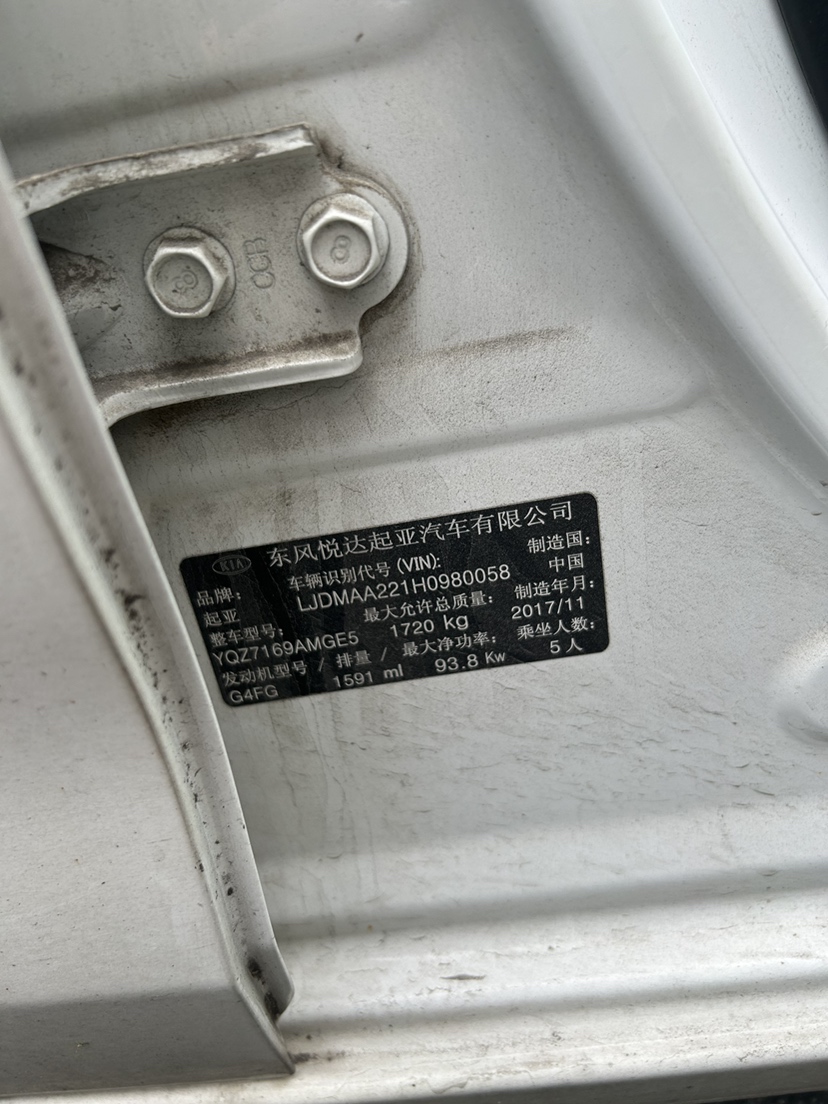 8
8
CCH
KIA 东风悦达起亚汽车有限公司
品牌： 车辆识别代号 (VIN): 制造国：
起亚 LJDMAA221H0980058 中国
整车型号： 最大允许总质量： 制造年月：
YQZ7169AMGE5 1720 kg 2017/11
发动机型号 / 排量 / 最大净功率： 乘坐人数：
G4FG 1591 ml 93.8 Kw 5 人